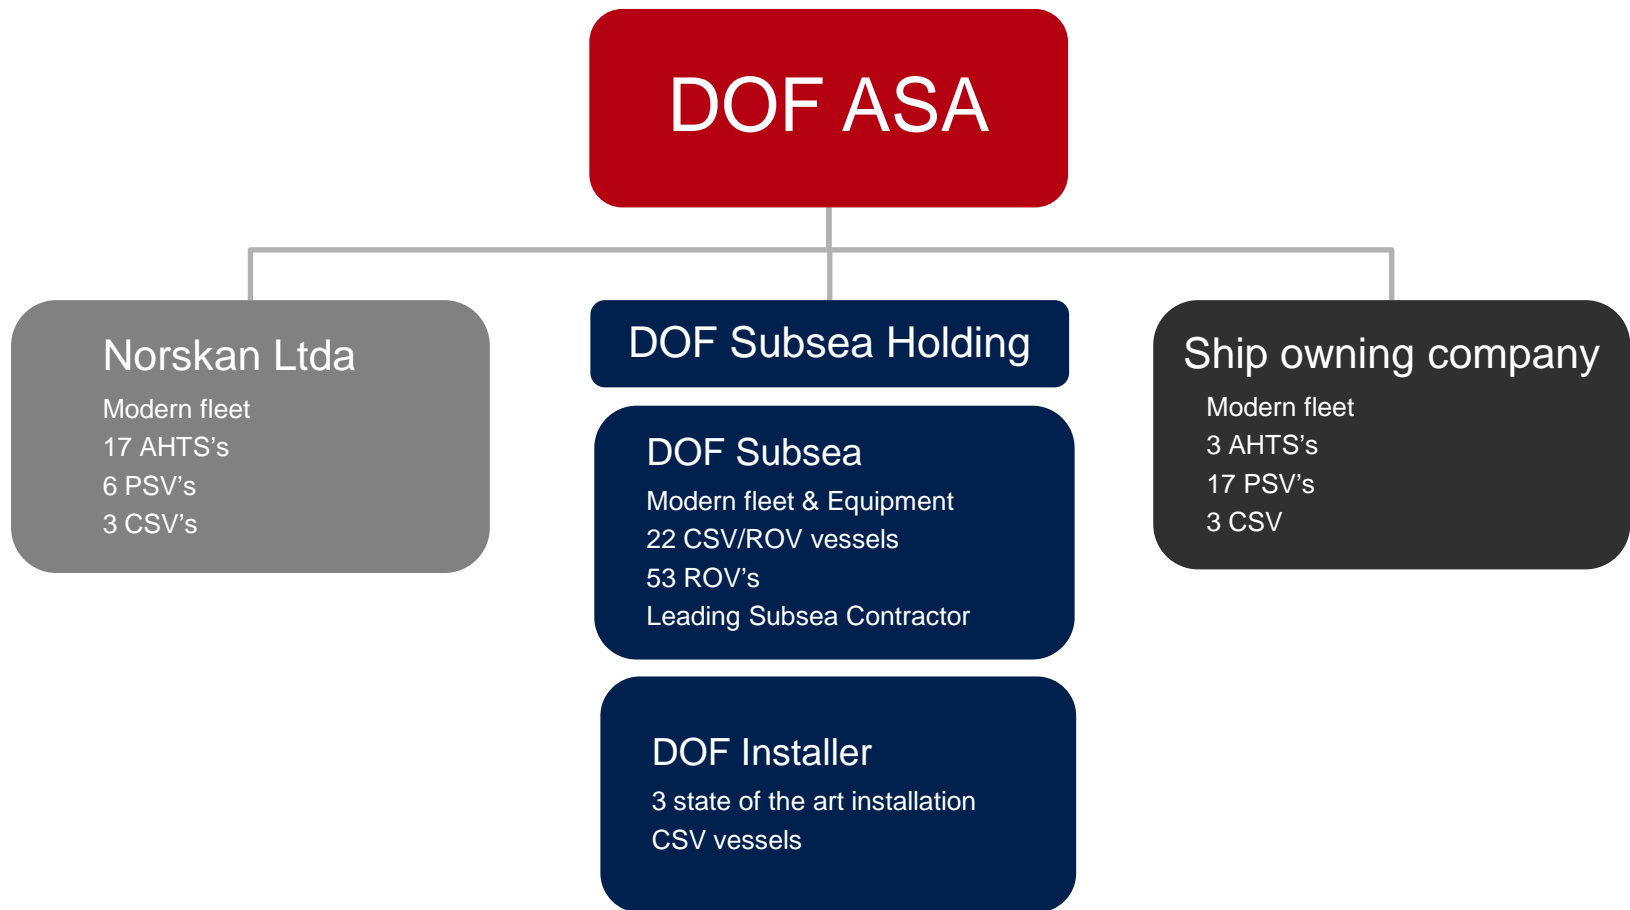 DOF ASA
Norskan Ltda
Modern fleet
17 AHTS’s
6 PSV’s
3 CSV’s
DOF Subsea Holding
DOF Subsea
Modern fleet & Equipment
22 CSV/ROV vessels
53 ROV’s
Leading Subsea Contractor
DOF Installer
3 state of the art installation
CSV vessels
Ship owning company
Modern fleet
3 AHTS’s
17 PSV’s
3 CSV